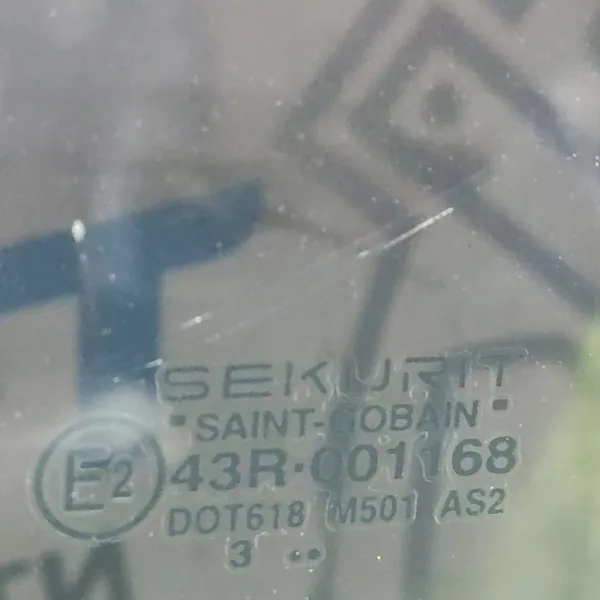 SEKURIT
"SAINT-GOBAIN"
E2 43R-001168
DOT618 M501 AS2
3 ..